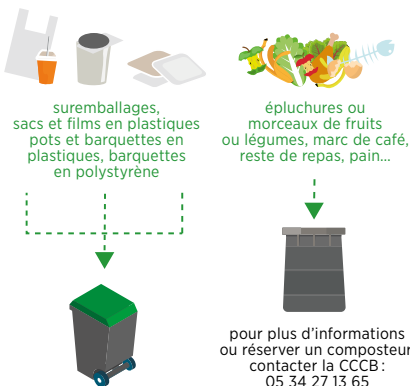 suremballages,
sacs et films en plastiques
pots et barquettes en
plastiques, barquettes
en polystyrène
épluchures ou
morceaux de fruits
ou légumes, marc de café,
reste de repas, pain...
pour plus d'informations
ou réserver un composteur
contacter la CCCB :
05 34 27 13 65